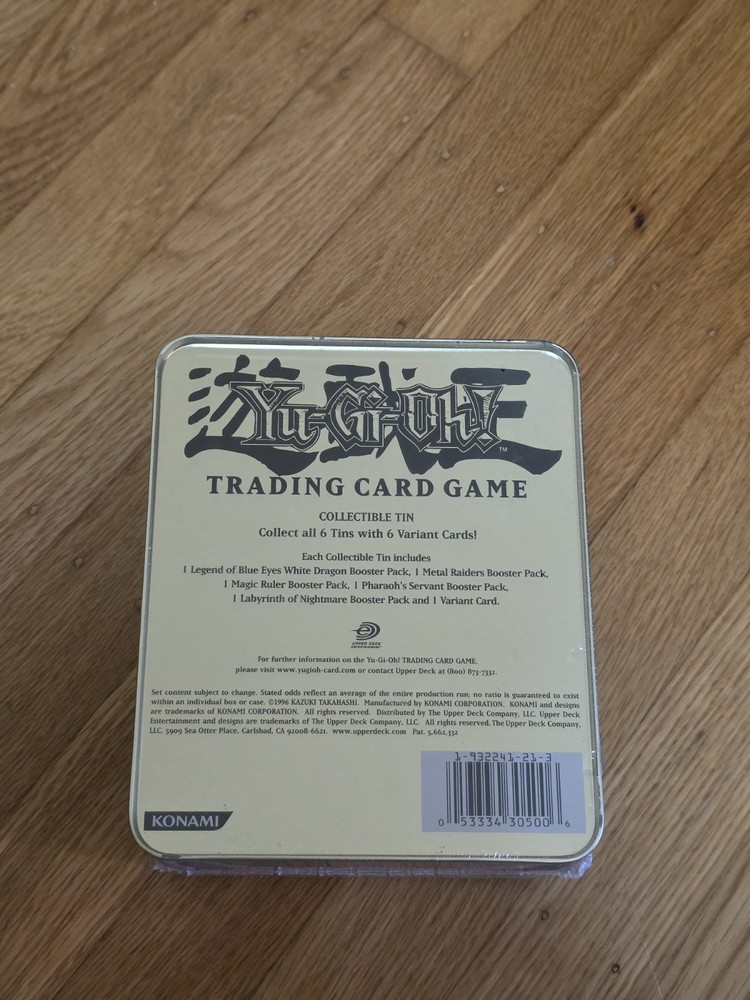 遊戯王
Yu-Gi-Oh!
TM
TRADING CARD GAME
COLLECTIBLE TIN
Collect all 6 Tins with 6 Variant Cards!
Each Collectible Tin includes
1 Legend of Blue Eyes White Dragon Booster Pack, 1 Metal Raiders Booster Pack,
1 Magic Ruler Booster Pack, 1 Pharaoh's Servant Booster Pack,
1 Labyrinth of Nightmare Booster Pack and 1 Variant Card.
UPPER DECK
ENTERTAINMENT
For further information on the Yu-Gi-Oh! TRADING CARD GAME,
please visit www.yugioh-card.com or contact Upper Deck at (800) 873-7332.
Set content subject to change. Stated odds reflect an average of the entire production run; no ratio is guaranteed to exist
within an individual box or case. ©1996 KAZUKI TAKAHASHI. Manufactured by KONAMI CORPORATION. KONAMI and designs
are trademarks of KONAMI CORPORATION. All rights reserved. Distributed by The Upper Deck Company, LLC. Upper Deck
Entertainment and designs are trademarks of The Upper Deck Company, LLC. All rights reserved. The Upper Deck Company,
LLC. 5909 Sea Otter Place, Carlsbad, CA 92008-6621. www.upperdeck.com Pat. 5,662,332
1-932241-21-3
0 53334 30500 6
KONAMI